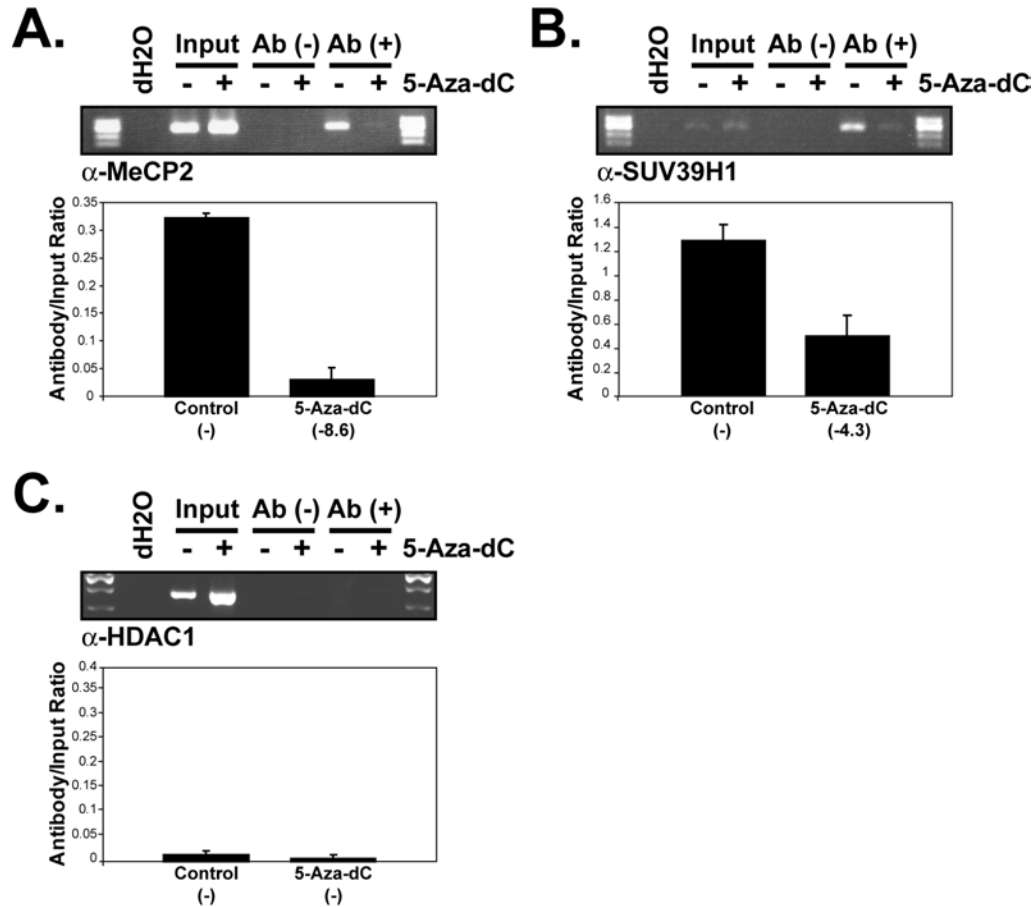 A.
dH2O
Input Ab (-) Ab (+)
- + - + - + 5-Aza-dC
α-MeCP2
Antibody/Input Ratio
0.35
0.3
0.25
0.2
0.15
0.1
0.05
0
Control 5-Aza-dC
(-) (-8.6)
B.
dH2O
Input Ab (-) Ab (+)
- + - + - + 5-Aza-dC
α-SUV39H1
Antibody/Input Ratio
1.6
1.4
1.2
1
0.8
0.6
0.4
0.2
0
Control 5-Aza-dC
(-) (-4.3)
C.
dH2O
Input Ab (-) Ab (+)
- + - + - + 5-Aza-dC
α-HDAC1
Antibody/Input Ratio
0.4
0.35
0.3
0.25
0.2
0.15
0.1
0.05
0
Control 5-Aza-dC
(-) (-)